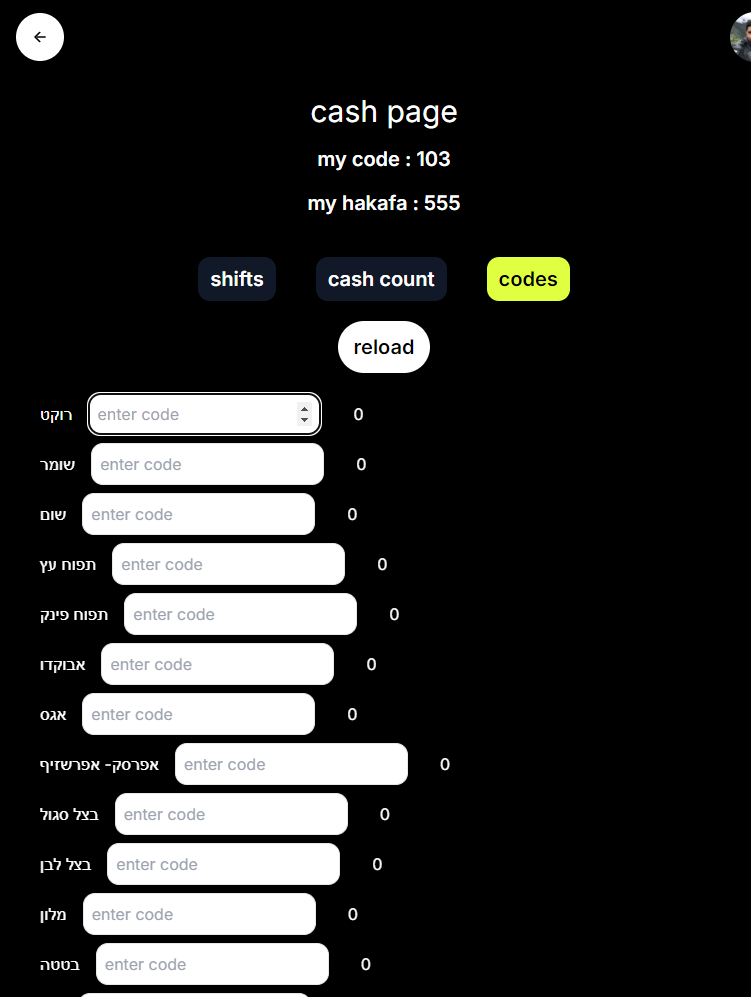 cash page
my code : 103
my hakafa : 555
shifts cash count codes
reload
רוקט enter code 0
שומר enter code 0
שום enter code 0
תפוח עץ enter code 0
תפוח פינק enter code 0
אבוקדו enter code 0
אגס enter code 0
אפרסק- אפרשזיף enter code 0
בצל סגול enter code 0
בצל לבן enter code 0
מלון enter code 0
בטטה enter code 0